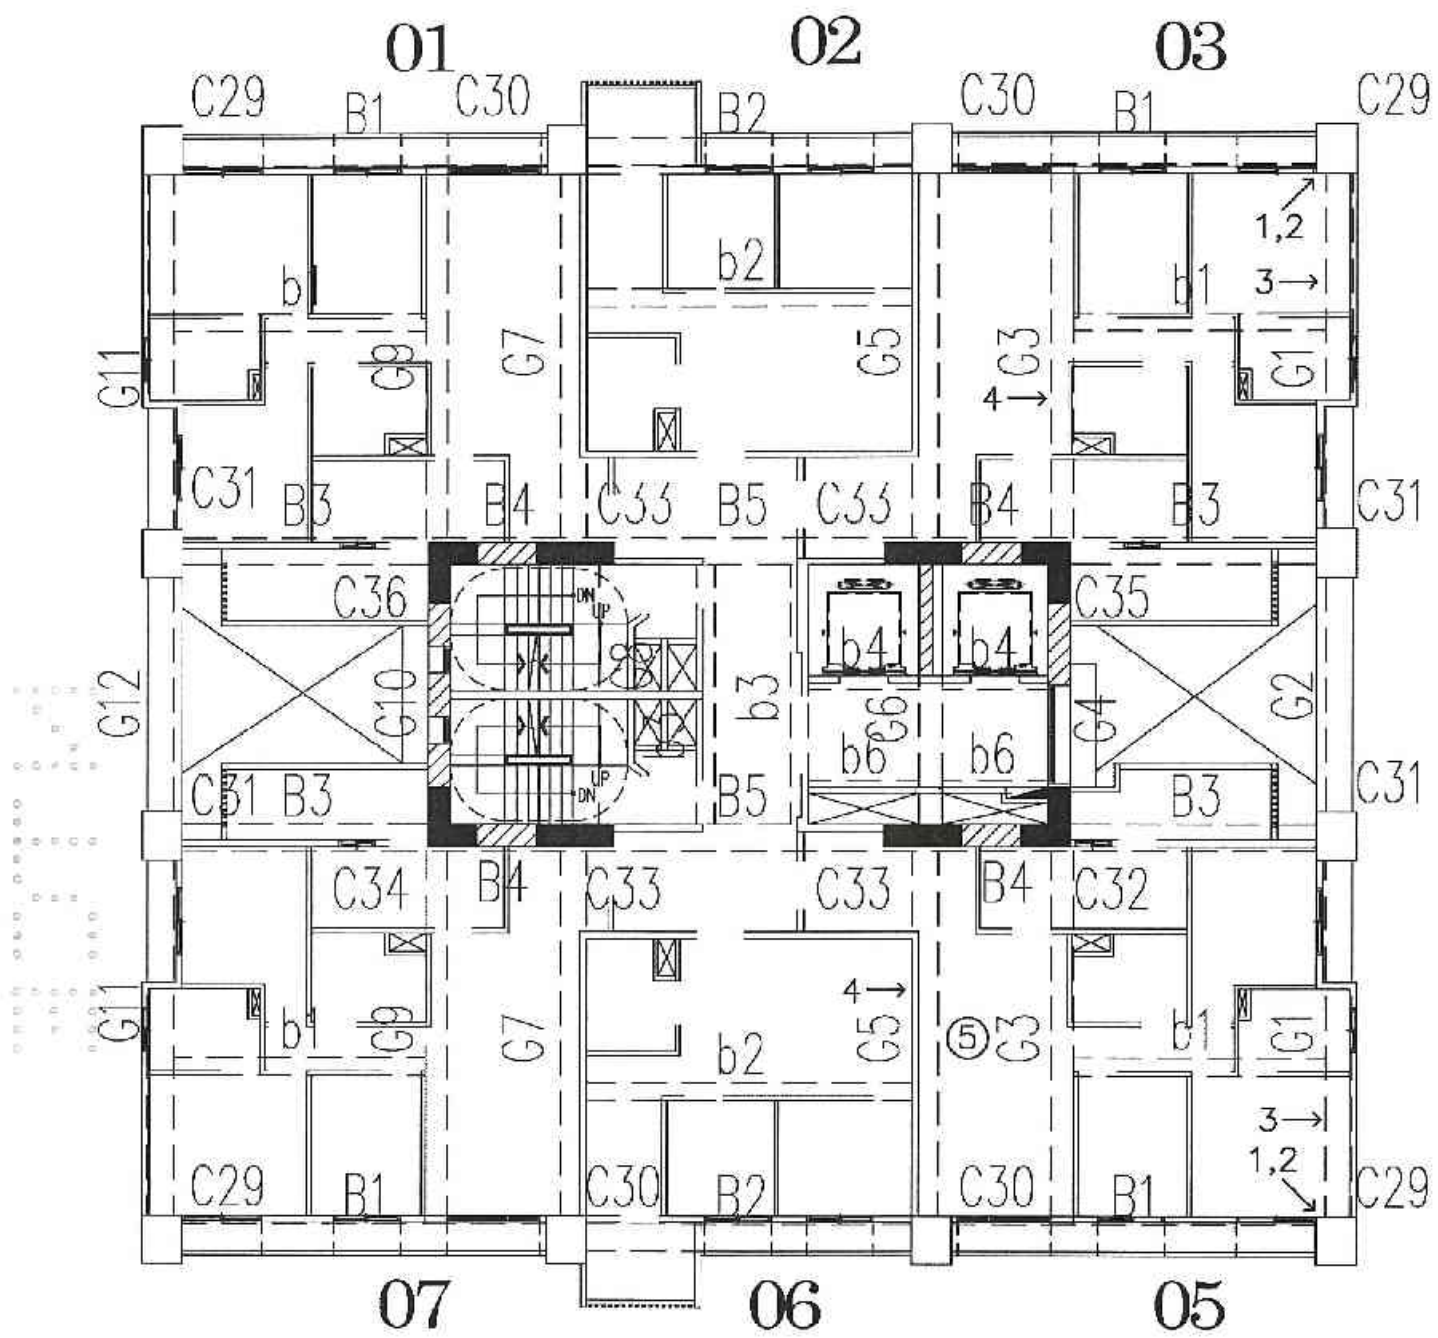 01 02 03
C29 B1 C30 B2 C30 B1 C29
1,2
b b2 b1 3
G11 G9 G7 G5 G3 G1
4
C31 B3 B4 C33 B5 C33 B4 B3 C31
C36 DN UP C35
b4 b4
G12 G10 G8 b3 G6 G4 G2
b6 b6
C31 B3 UP B5 B3 C31
DN
C34 B4 C33 C33 B4 C32
4
G11 b G9 G7 b2 G5 5 G3 b1 G1
3
1,2
C29 B1 C30 B2 C30 B1 C29
07 06 05